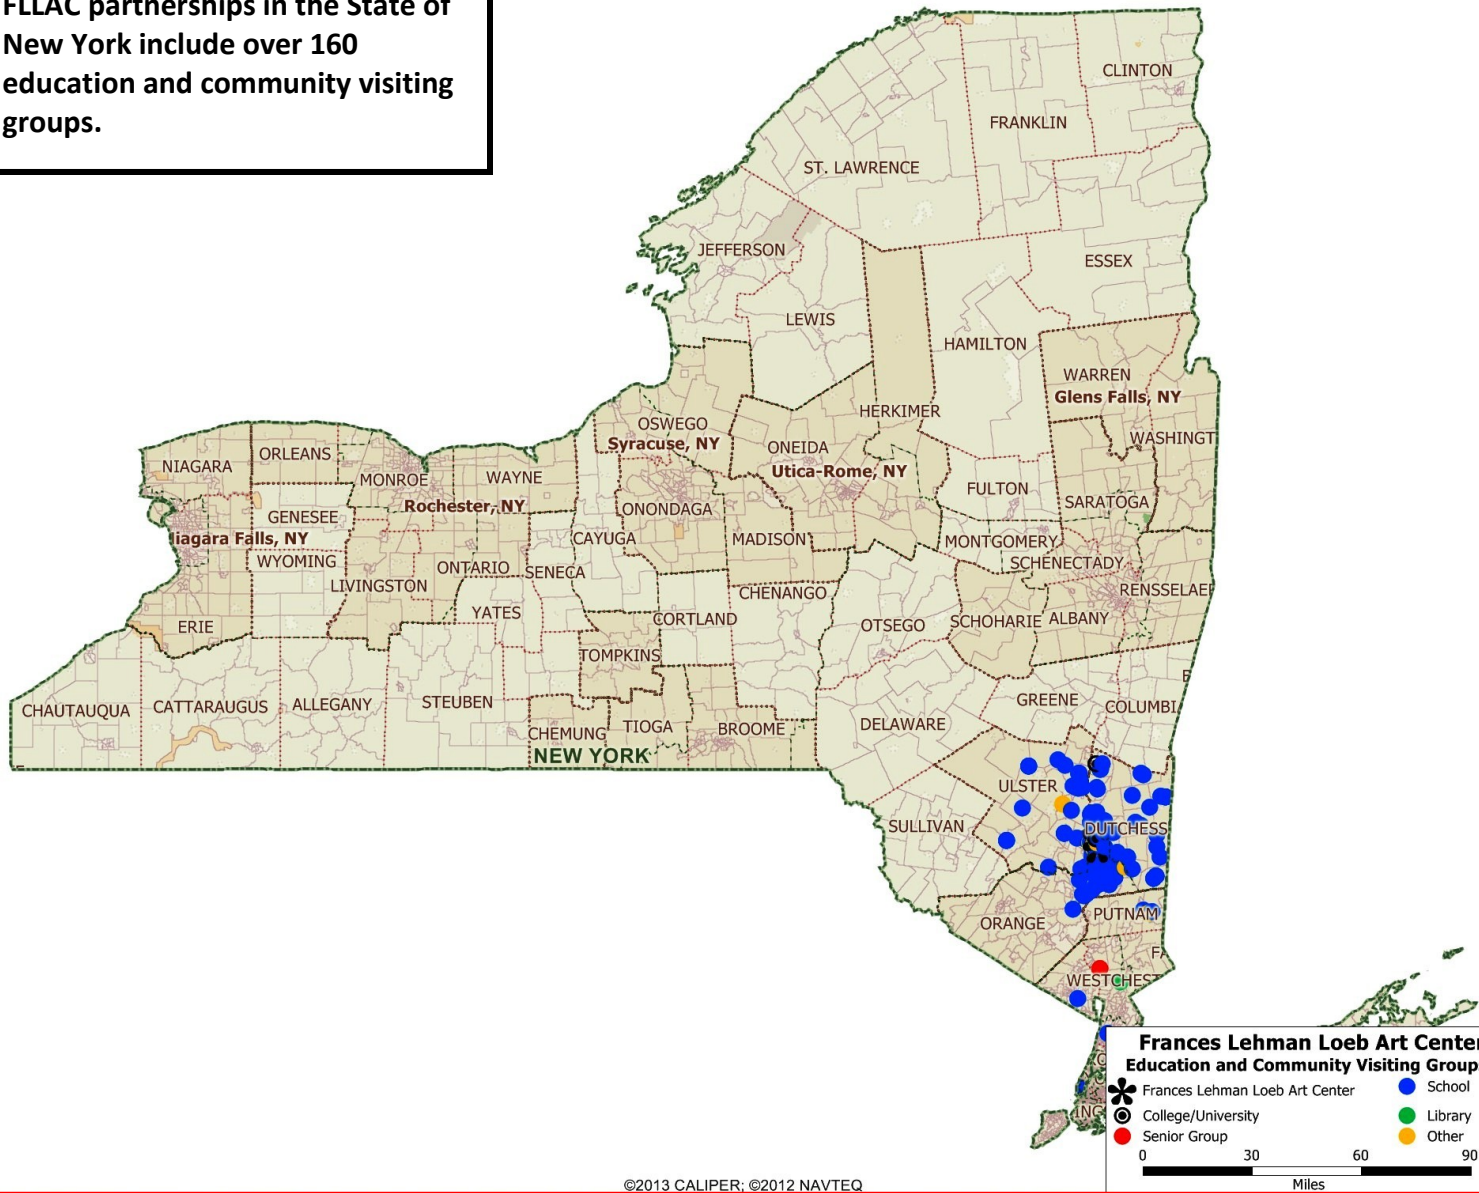 FLLAC partnerships in the State of
New York include over 160
education and community visiting
groups.
CLINTON
FRANKLIN
ST. LAWRENCE
JEFFERSON
ESSEX
LEWIS
HAMILTON
WARREN
Glens Falls, NY
HERKIMER
OSWEGO
Syracuse, NY
ONEIDA
WASHINGT
Utica-Rome, NY
ORLEANS
NIAGARA
MONROE
WAYNE
FULTON
SARATOGA
Rochester, NY
GENESEE
ONONDAGA
iagara Falls, NY
CAYUGA
MADISON
MONTGOMERY
WYOMING
SCHENECTADY
ONTARIO
SENECA
LIVINGSTON
CHENANGO
RENSSELAE
YATES
CORTLAND
ERIE
OTSEGO
SCHOHARIE
ALBANY
TOMPKINS
CHAUTAUQUA
CATTARAUGUS
ALLEGANY
STEUBEN
GREENE
COLUMBI
CHEMUNG
TIOGA
BROOME
DELAWARE
NEW YORK
ULSTER
SULLIVAN
DUTCHESS
ORANGE
PUTNAM
WESTCHEST
Frances Lehman Loeb Art Center
Education and Community Visiting Group
Frances Lehman Loeb Art Center
School
College/University
Library
Senior Group
Other
0 30 60 90
Miles
©2013 CALIPER; ©2012 NAVTEQ